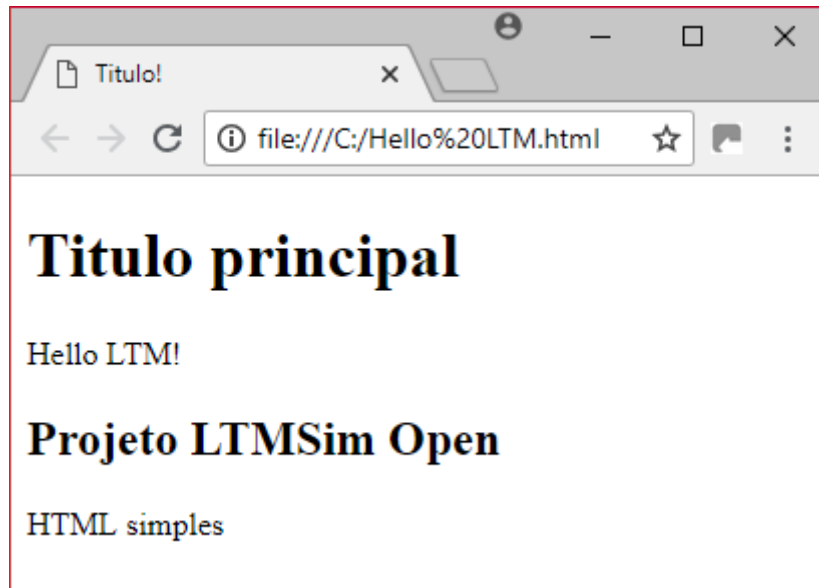 Titulo!
file:///C:/Hello%20LTM.html
Titulo principal
Hello LTM!
Projeto LTMSim Open
HTML simples